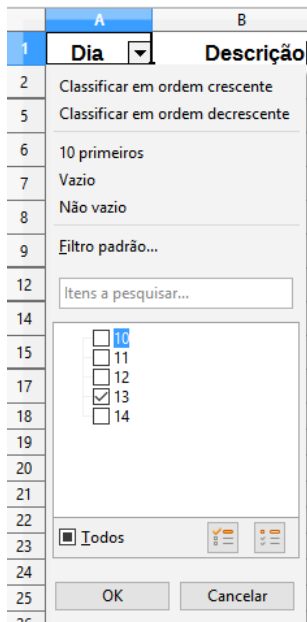 A B
1 Dia Descrição
2 Classificar em ordem crescente
5 Classificar em ordem decrescente
6 10 primeiros
7 Vazio
8 Não vazio
9 Filtro padrão...
12 Itens a pesquisar...
14 10
15 11
12
17 13
18 14
19
20
21
22
23 Todos
24
25 OK Cancelar